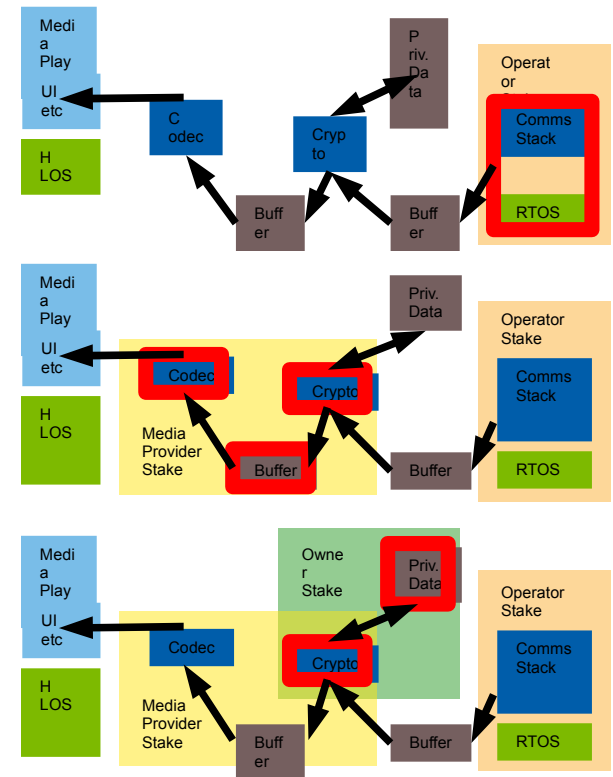 Medi
a
Play
UI
etc
H
LOS
C
odec
Buff
er
Cryp
to
P
riv.
Da
ta
Buff
er
Operat
or
Comms
Stack
RTOS
Medi
a
Play
UI
etc
H
LOS
Codec
Media
Provider
Stake
Buffer
Crypto
Priv.
Data
Buffer
Operator
Stake
Comms
Stack
RTOS
Medi
a
Play
UI
etc
H
LOS
Codec
Media
Provider
Stake
Buff
er
Owne
r
Stake
Crypto
Priv.
Data
Buffer
Operator
Stake
Comms
Stack
RTOS